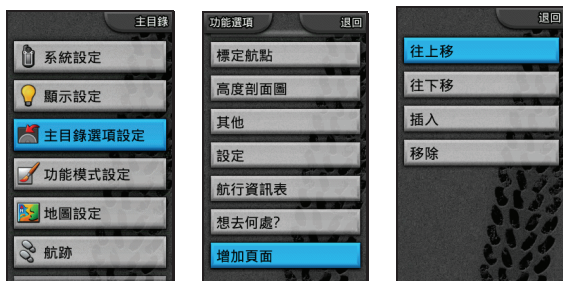 主目錄
系統設定
顯示設定
主目錄選項設定
功能模式設定
地圖設定
航跡
功能選項 退回
標定航點
高度剖面圖
其他
設定
航行資訊表
想去何處?
增加頁面
退回
往上移
往下移
插入
移除